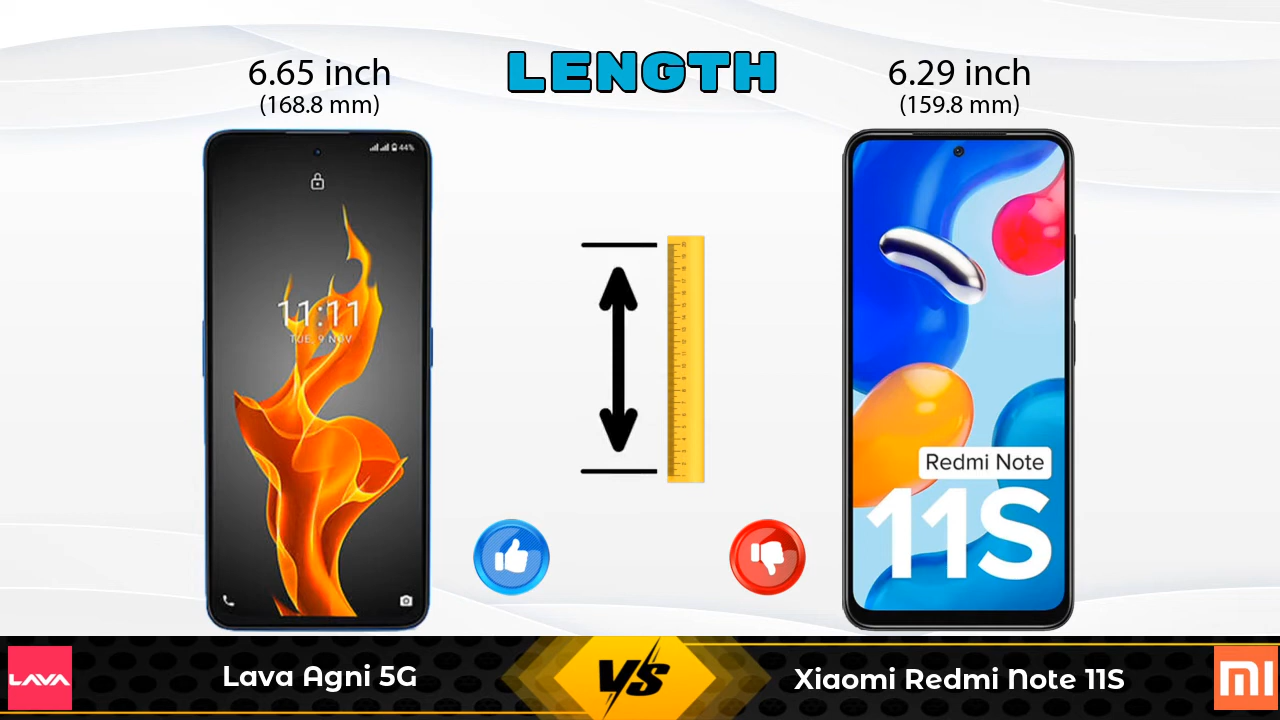 LENGTH
6.65 inch
(168.8 mm)
6.29 inch
(159.8 mm)
44%
11:11
TUE, 9 NOV
Redmi Note
11S
LAVA
Lava Agni 5G
VS
Xiaomi Redmi Note 11S
MI